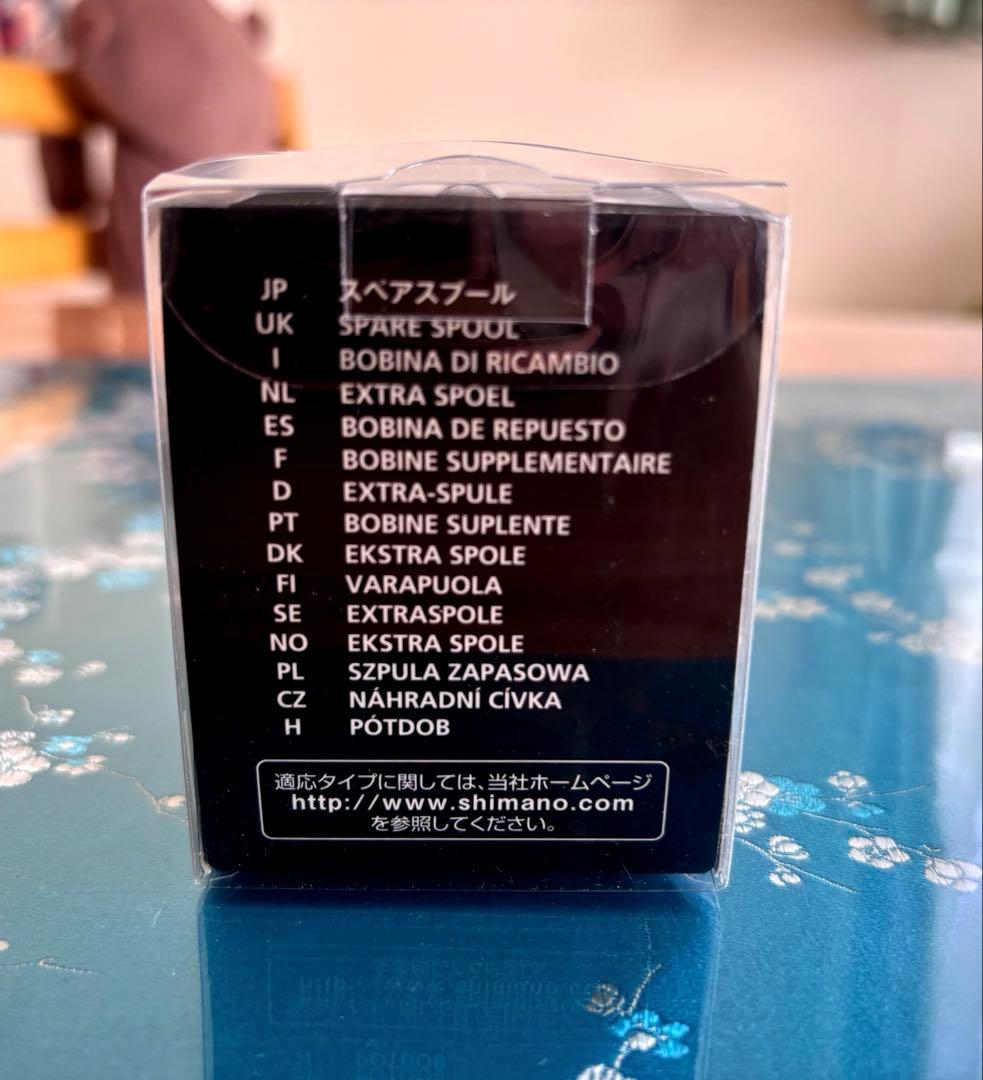 JP スペアスプール
UK SPARE SPOOL
I BOBINA DI RICAMBIO
NL EXTRA SPOEL
ES BOBINA DE REPUESTO
F BOBINE SUPPLEMENTAIRE
D EXTRA-SPULE
PT BOBINE SUPLENTE
DK EKSTRA SPOLE
FI VARAPUOLA
SE EXTRASPOLE
NO EKSTRA SPOLE
PL SZPULA ZAPASOWA
CZ NÁHRADNÍ CÍVKA
H PÓTDOB
適応タイプに関しては、当社ホームページ
http://www.shimano.com
を参照してください。